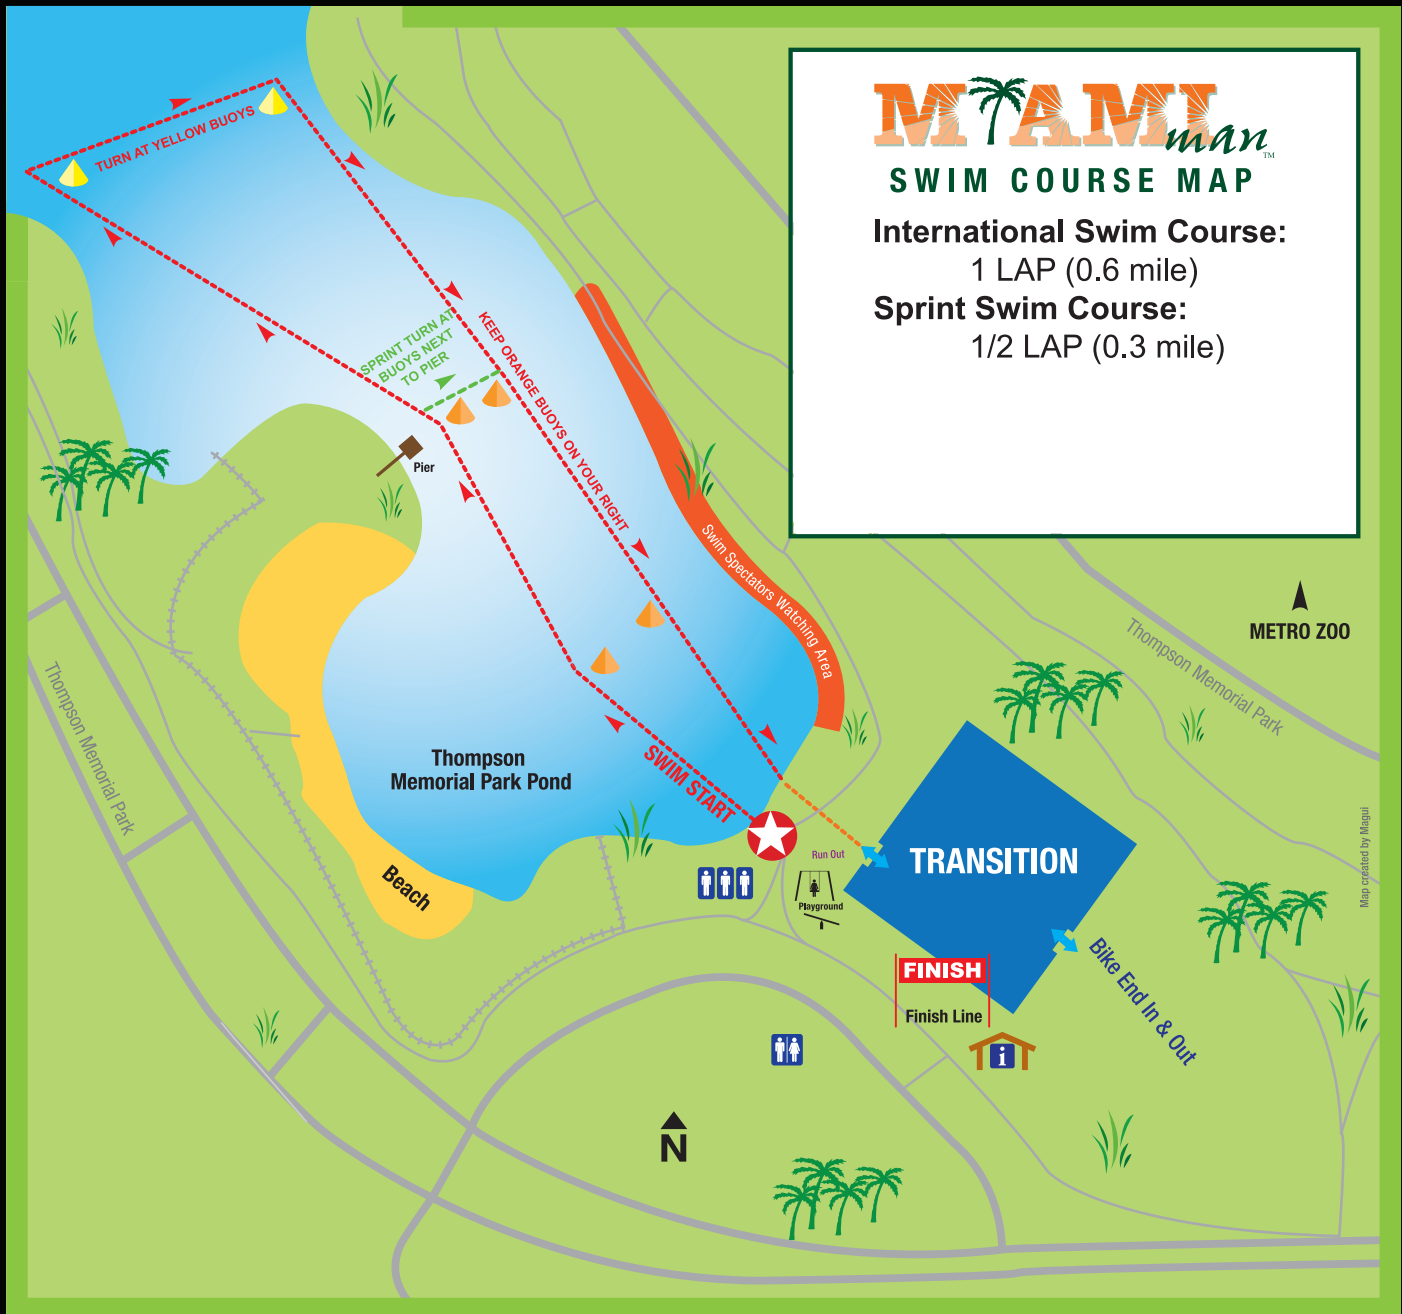 MIAMI
man™
SWIM COURSE MAP
International Swim Course:
1 LAP (0.6 mile)
Sprint Swim Course:
1/2 LAP (0.3 mile)
TURN AT YELLOW BUOYS
SPRINT TURN AT
BUOYS NEXT
TO PIER
KEEP ORANGE BUOYS ON YOUR RIGHT
Pier
Swim Spectators Watching Area
METRO ZOO
Thompson Memorial Park
Thompson Memorial Park
Thompson
Memorial Park Pond
SWIM START
Beach
Run Out
Playground
TRANSITION
Map created by Magui
Bike End In & Out
FINISH
Finish Line
i
N